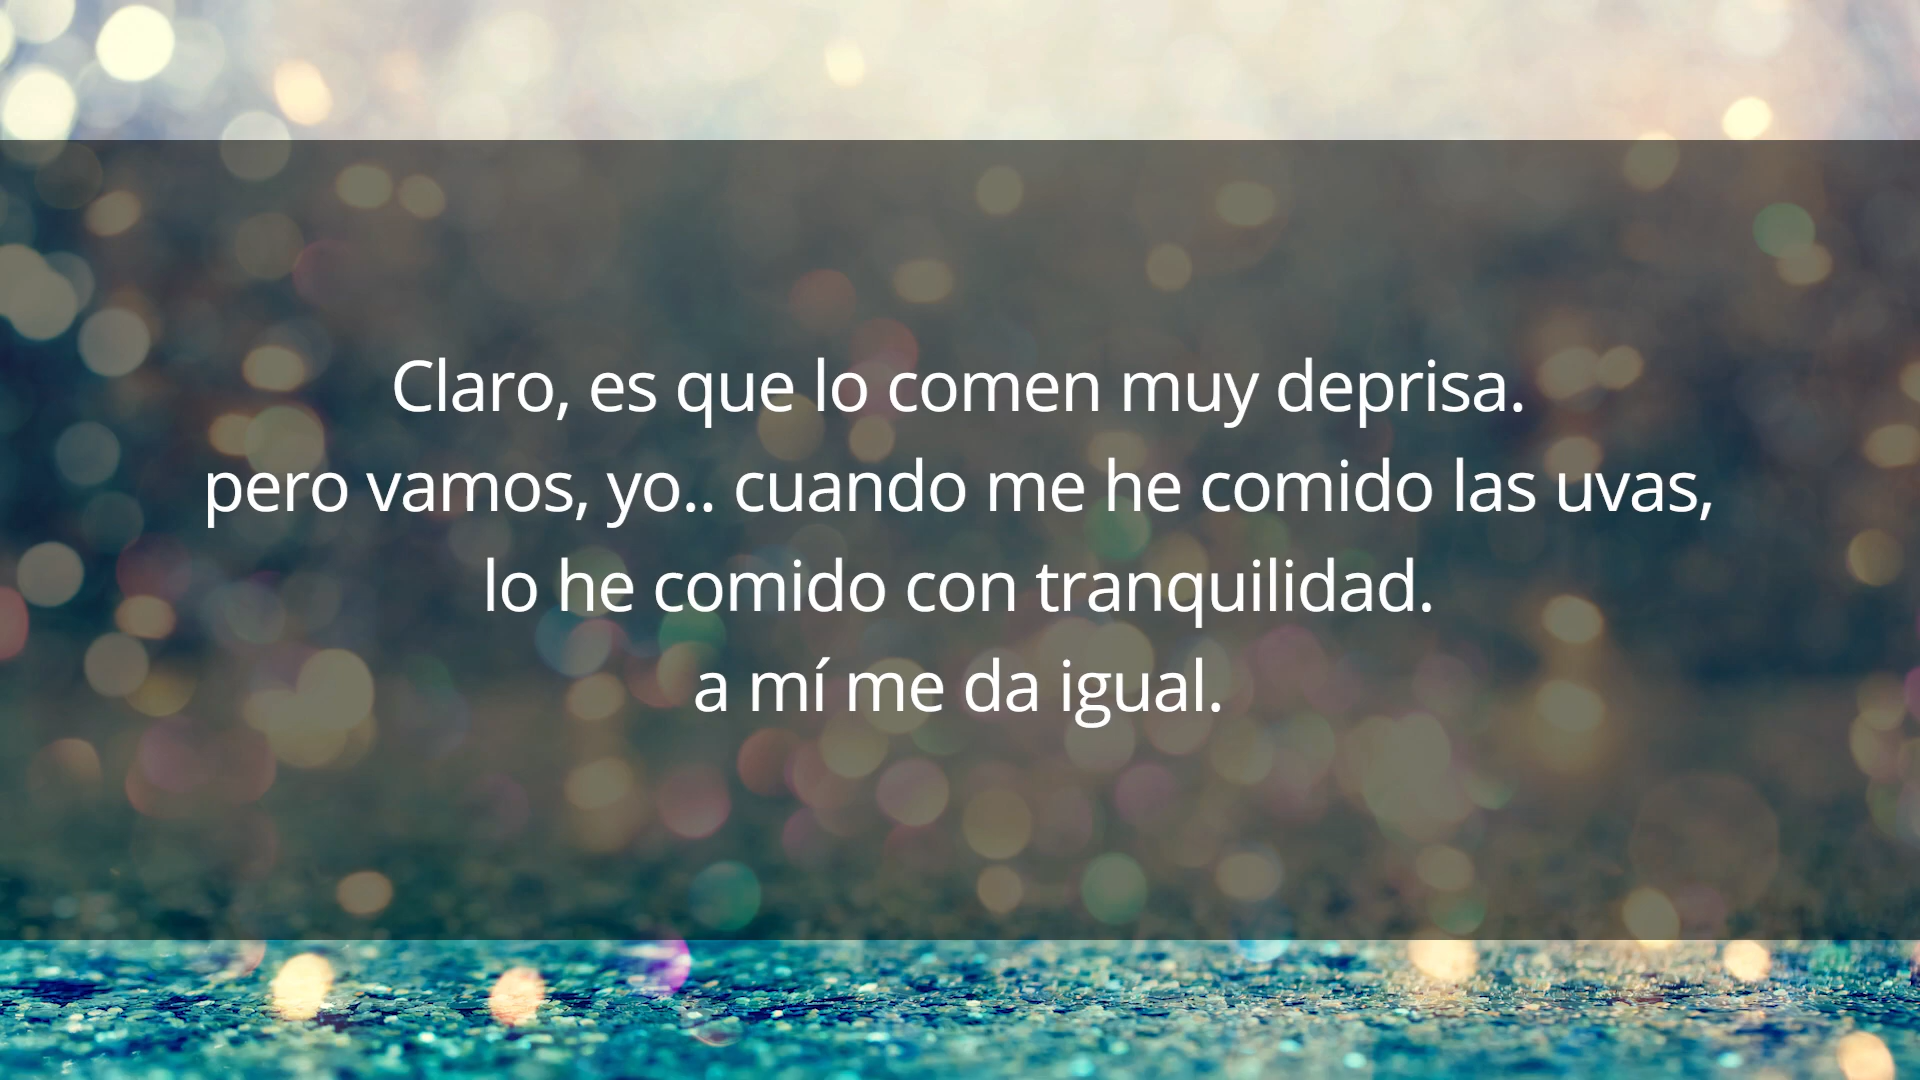 Claro, es que lo comen muy deprisa.
pero vamos, yo.. cuando me he comido las uvas,
lo he comido con tranquilidad.
a mí me da igual.